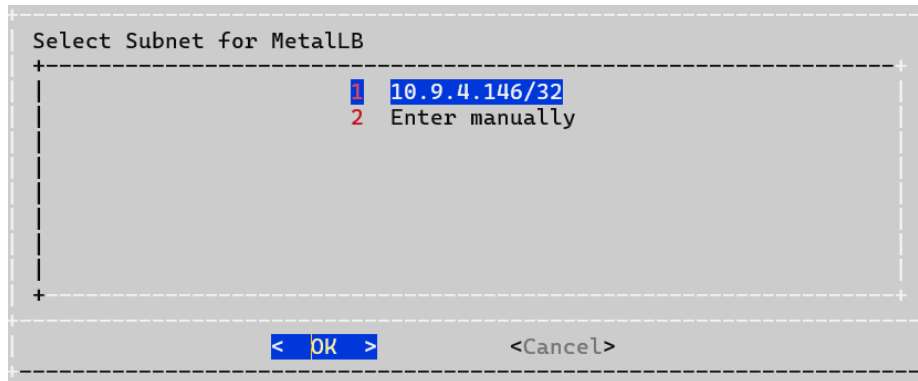 Select Subnet for MetalLB
1 10.9.4.146/32
2 Enter manually
< OK > <Cancel>